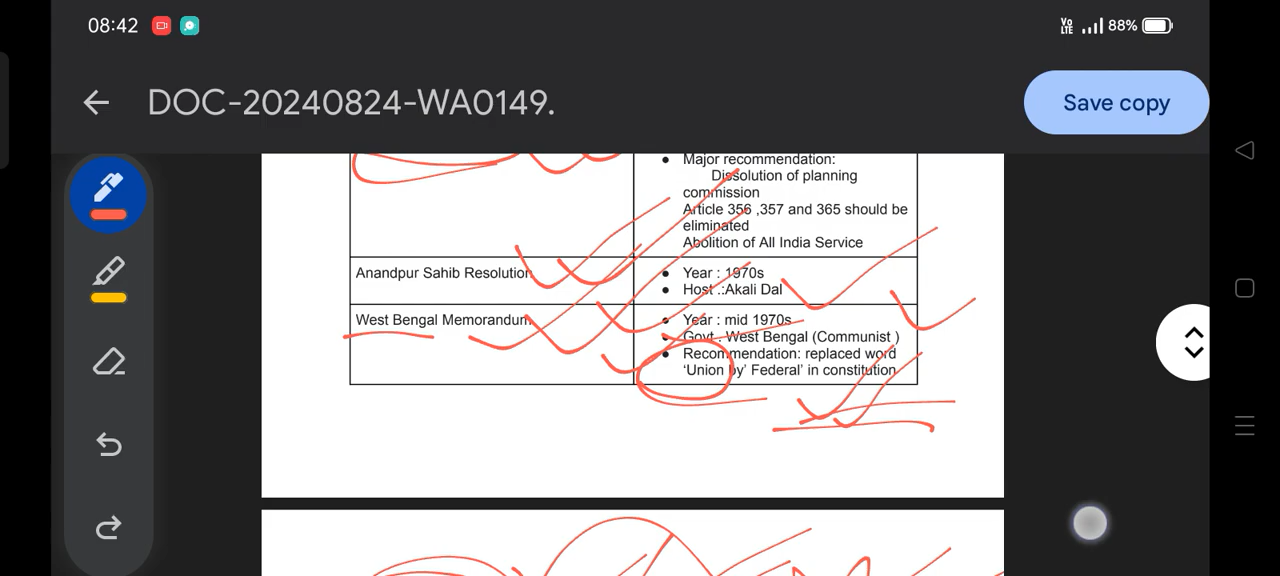 08:42
Vo
LTE
88%
DOC-20240824-WA0149.
Save copy
● Major recommendation:
Dissolution of planning
commission
Article 356 ,357 and 365 should be
eliminated
Abolition of All India Service
Anandpur Sahib Resolution
● Year : 1970s
● Host .:Akali Dal
West Bengal Memorandum
● Year : mid 1970s
● Govt : West Bengal (Communist )
● Recommendation: replaced word
‘Union by’ Federal’ in constitution